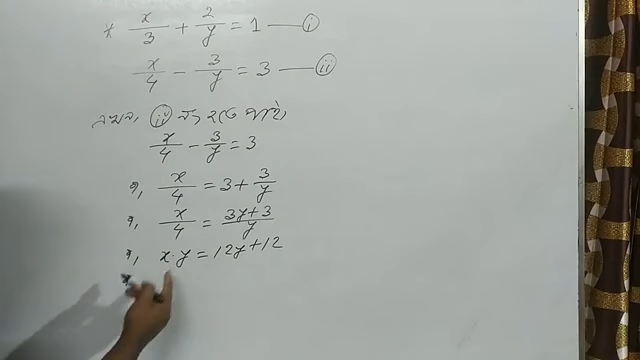 * x/3 + 2/y = 1 —— (i)
x/4 - 3/y = 3 —— (ii)
(ii) নং হতে পাই,
x/4 - 3/y = 3
বা, x/4 = 3 + 3/y
বা, x/4 = (3y+3)/y
বা, x·y = 12y+12